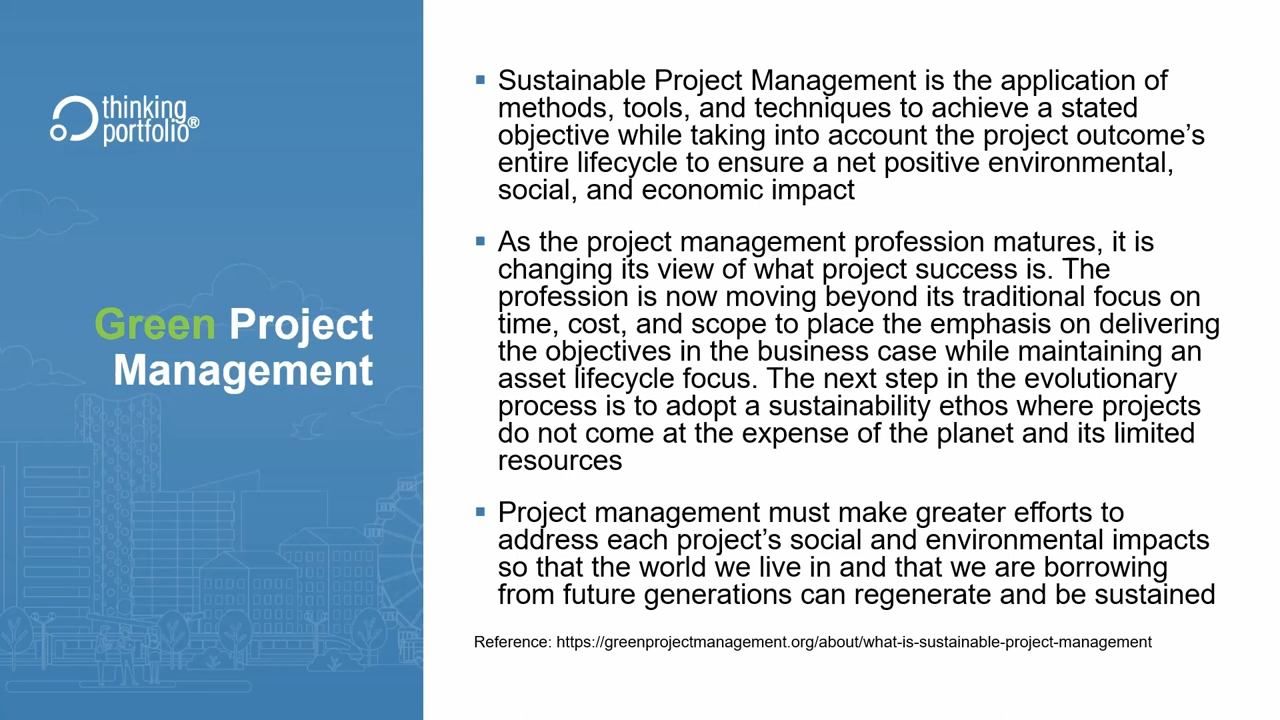 thinking
portfolio®
Green Project
Management
▪ Sustainable Project Management is the application of
methods, tools, and techniques to achieve a stated
objective while taking into account the project outcome’s
entire lifecycle to ensure a net positive environmental,
social, and economic impact
▪ As the project management profession matures, it is
changing its view of what project success is. The
profession is now moving beyond its traditional focus on
time, cost, and scope to place the emphasis on delivering
the objectives in the business case while maintaining an
asset lifecycle focus. The next step in the evolutionary
process is to adopt a sustainability ethos where projects
do not come at the expense of the planet and its limited
resources
▪ Project management must make greater efforts to
address each project’s social and environmental impacts
so that the world we live in and that we are borrowing
from future generations can regenerate and be sustained
Reference: https://greenprojectmanagement.org/about/what-is-sustainable-project-management